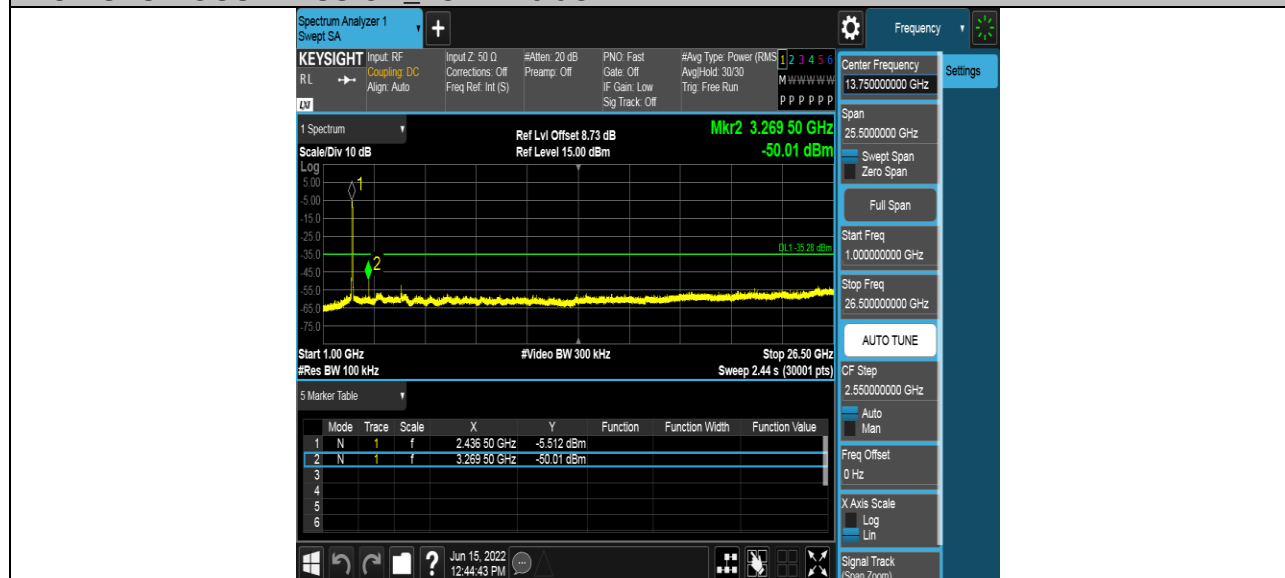 Spectrum Analyzer 1
Swept SA
+
Frequency
KEYSIGHT
RL
LXI
Input: RF
Coupling: DC
Align: Auto
Input Z: 50 Ω
Corrections: Off
Freq Ref: Int (S)
#Atten: 20 dB
Preamp: Off
PNO: Fast
Gate: Off
IF Gain: Low
Sig Track: Off
#Avg Type: Power (RMS
Avg|Hold: 30/30
Trig: Free Run
1 2 3 4 5 6
M W W W W W
P P P P P P
Center Frequency
13.750000000 GHz
Settings
1 Spectrum
Scale/Div 10 dB
Ref Lvl Offset 8.73 dB
Ref Level 15.00 dBm
Mkr2 3.269 50 GHz
-50.01 dBm
Log
5.00
-5.00
-15.0
-25.0
-35.0
-45.0
-55.0
-65.0
-75.0
1
2
DL1 -35.28 dBm
Start 1.00 GHz
#Video BW 300 kHz
Stop 26.50 GHz
#Res BW 100 kHz
Sweep 2.44 s (30001 pts)
Span
25.5000000 GHz
Swept Span
Zero Span
Full Span
Start Freq
1.000000000 GHz
Stop Freq
26.500000000 GHz
AUTO TUNE
CF Step
2.550000000 GHz
Auto
Man
Freq Offset
0 Hz
X Axis Scale
Log
Lin
Signal Track
(Span Zoom)
5 Marker Table
Mode Trace Scale X Y Function Function Width Function Value
1 N 1 f 2.436 50 GHz -5.512 dBm
2 N 1 f 3.269 50 GHz -50.01 dBm
3
4
5
6
?
Jun 15, 2022
12:44:43 PM